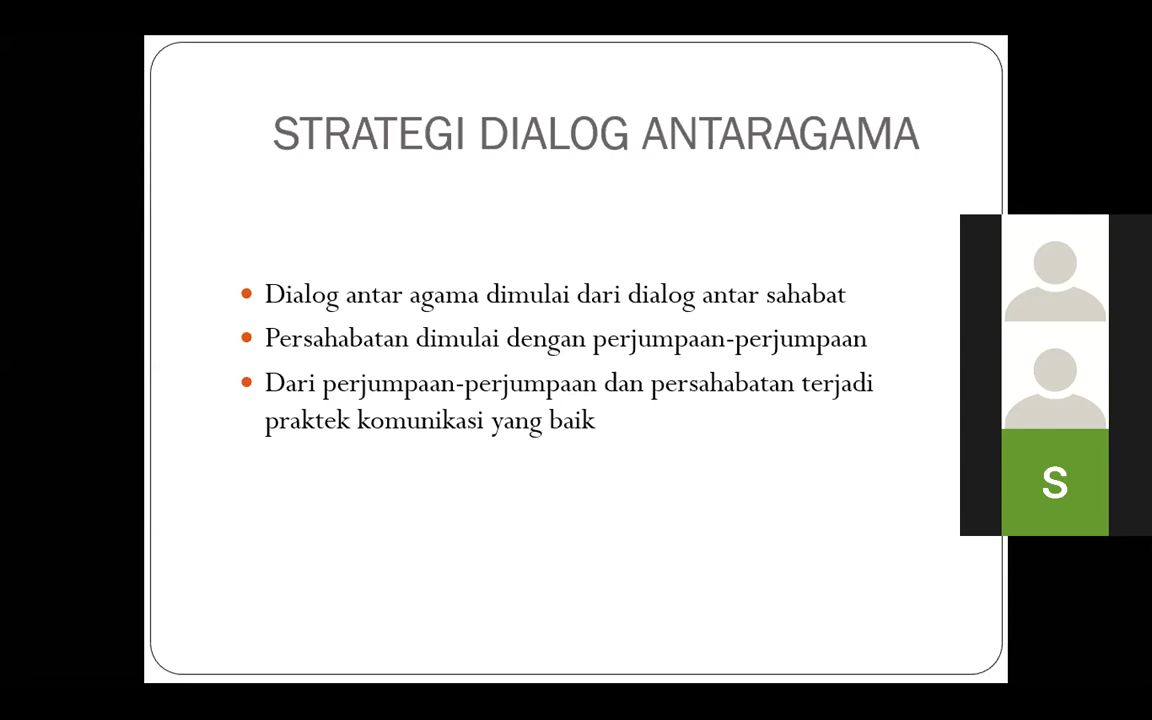 STRATEGI DIALOG ANTARAGAMA
• Dialog antar agama dimulai dari dialog antar sahabat
• Persahabatan dimulai dengan perjumpaan-perjumpaan
• Dari perjumpaan-perjumpaan dan persahabatan terjadi
praktek komunikasi yang baik
S